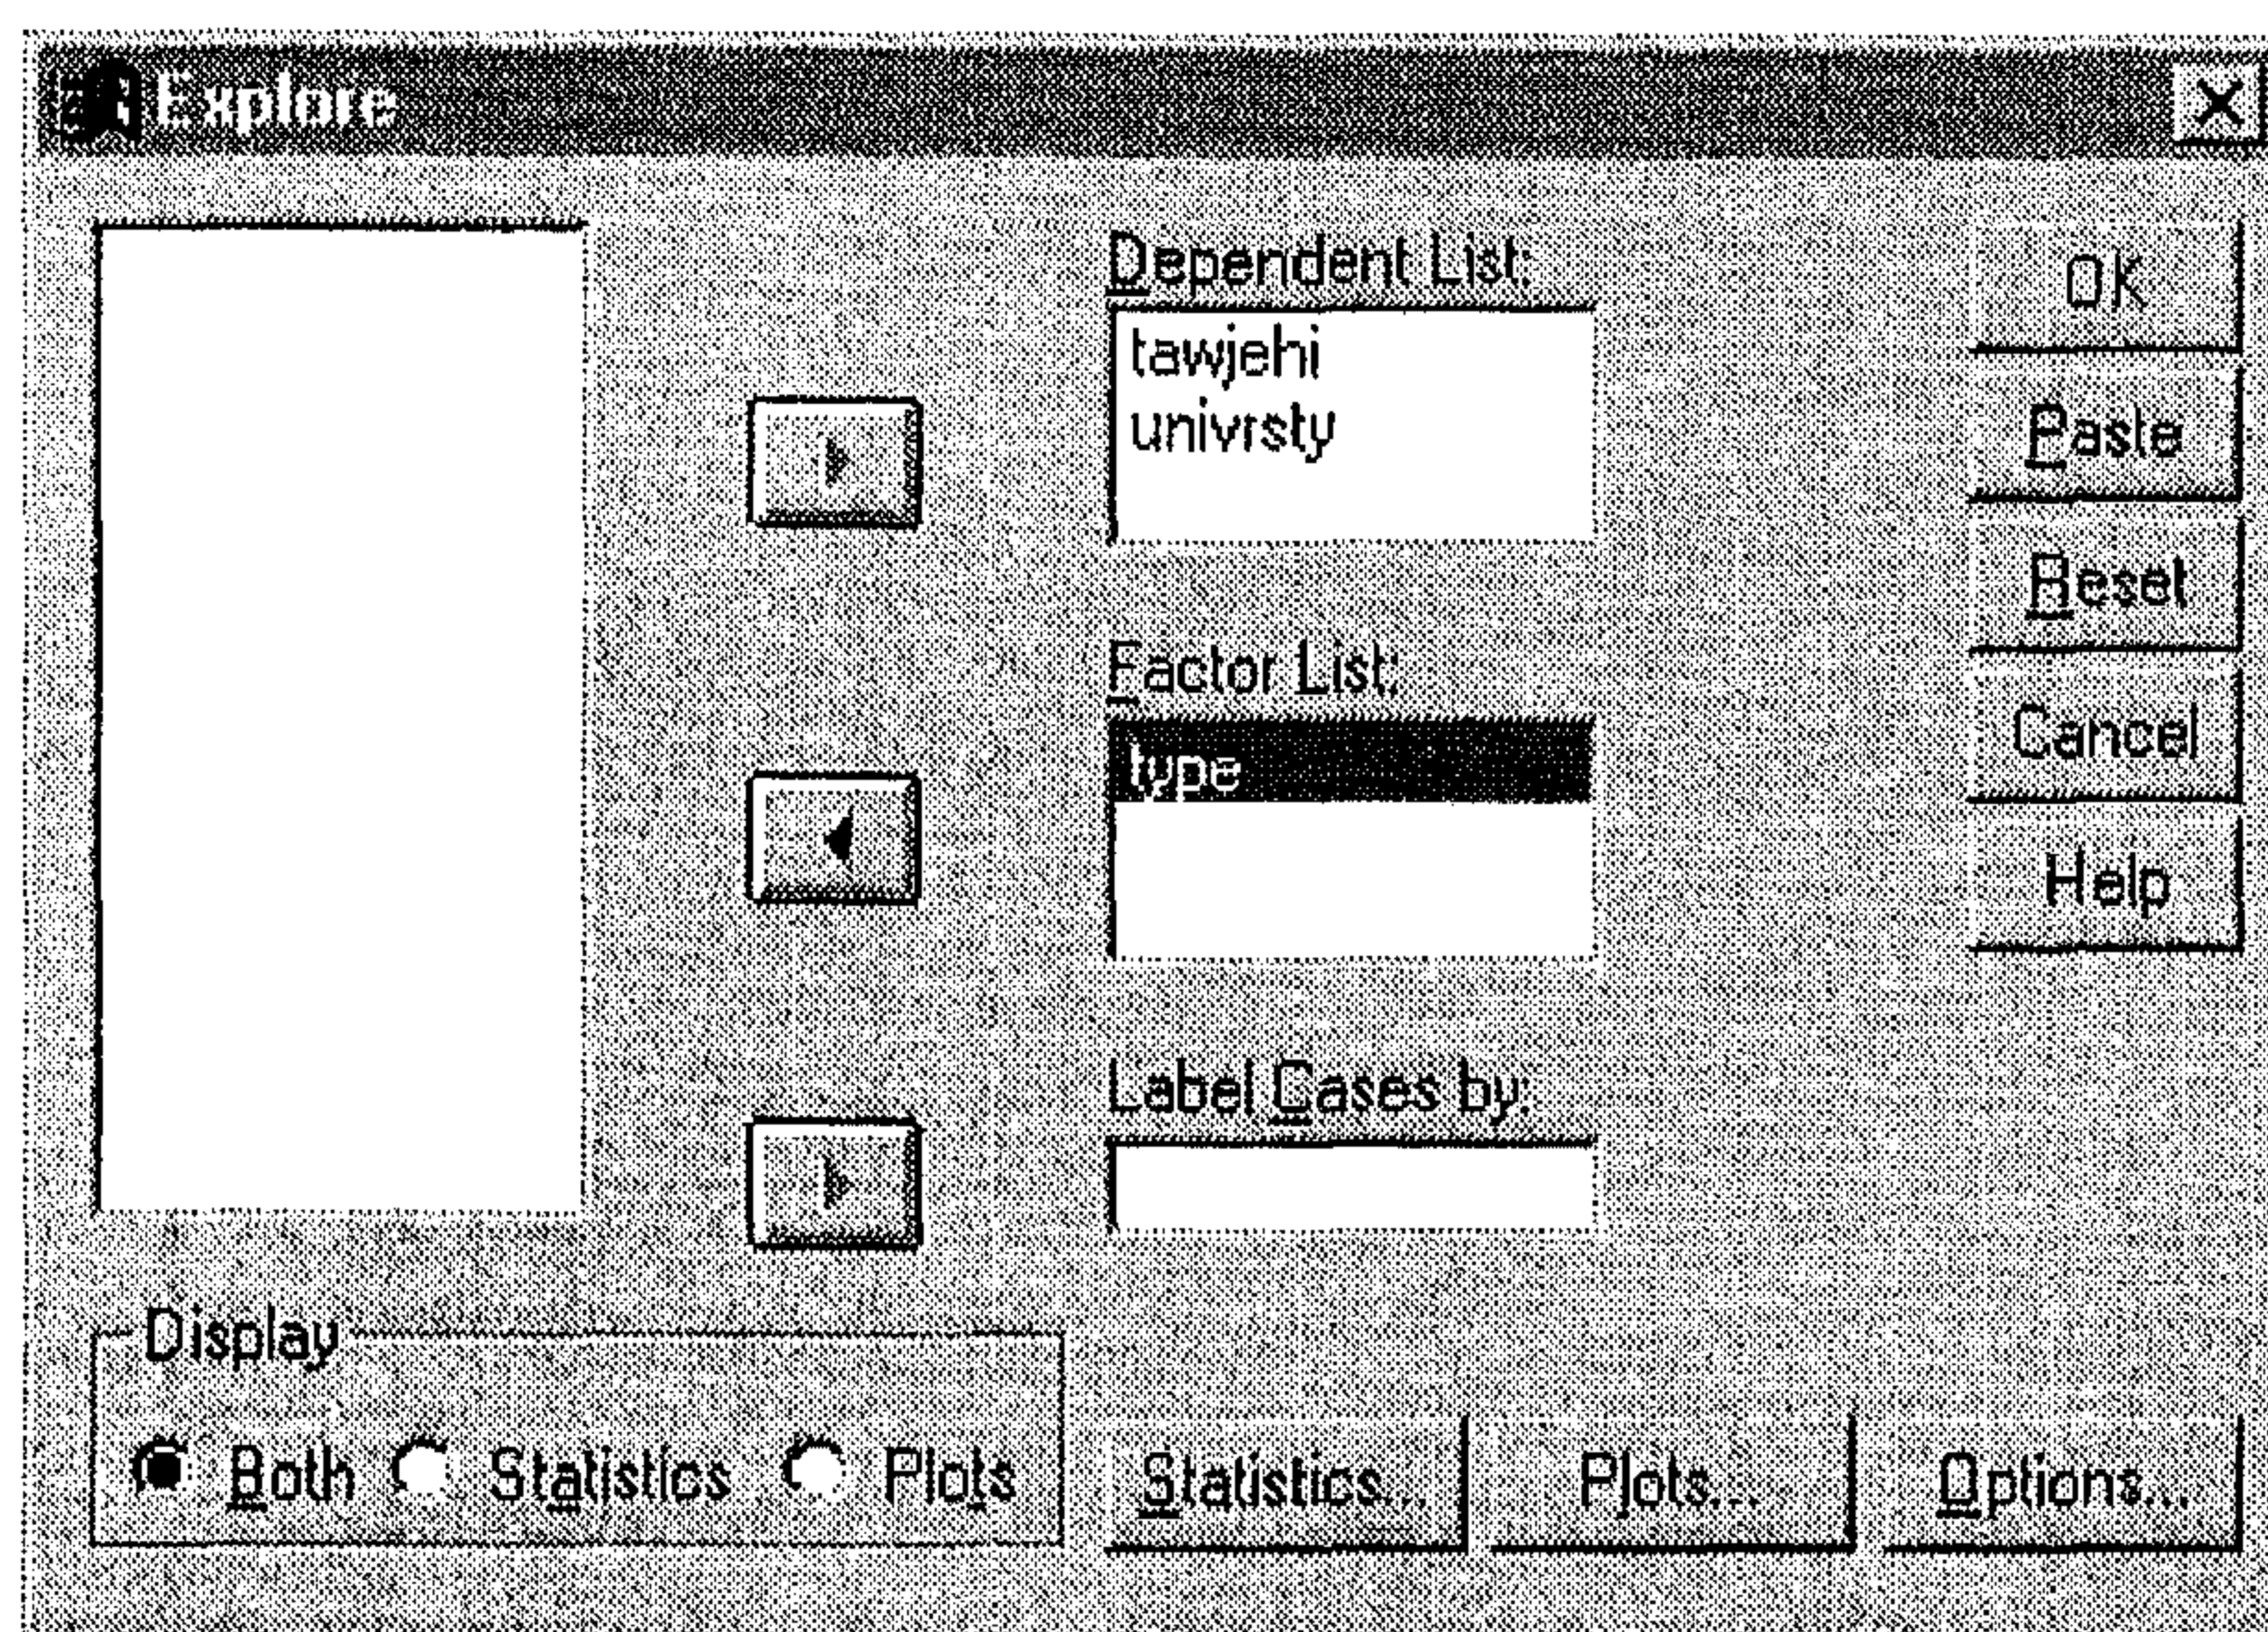 Explore
Dependent List:
tawjehi
univrsty
Factor List:
type
Label Cases by:
OK
Paste
Reset
Cancel
Help
Display
Both
Statistics
Plots
Statistics...
Plots...
Options...